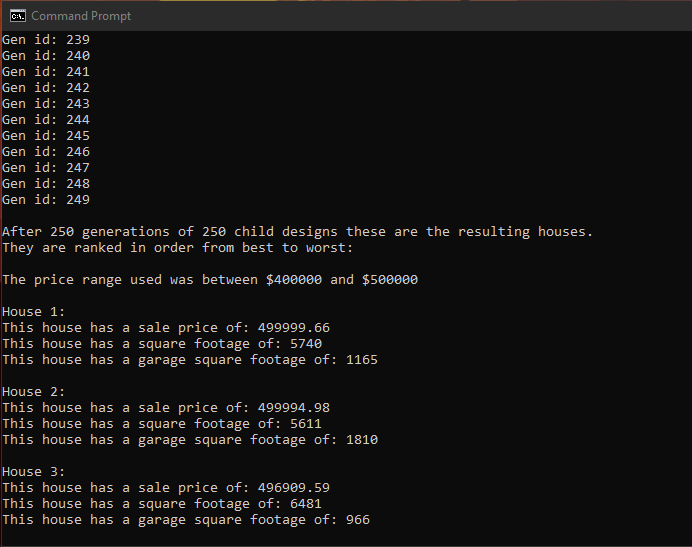 Command Prompt
Gen id: 239
Gen id: 240
Gen id: 241
Gen id: 242
Gen id: 243
Gen id: 244
Gen id: 245
Gen id: 246
Gen id: 247
Gen id: 248
Gen id: 249
After 250 generations of 250 child designs these are the resulting houses.
They are ranked in order from best to worst:
The price range used was between $400000 and $500000
House 1:
This house has a sale price of: 499999.66
This house has a square footage of: 5740
This house has a garage square footage of: 1165
House 2:
This house has a sale price of: 499994.98
This house has a square footage of: 5611
This house has a garage square footage of: 1810
House 3:
This house has a sale price of: 496909.59
This house has a square footage of: 6481
This house has a garage square footage of: 966